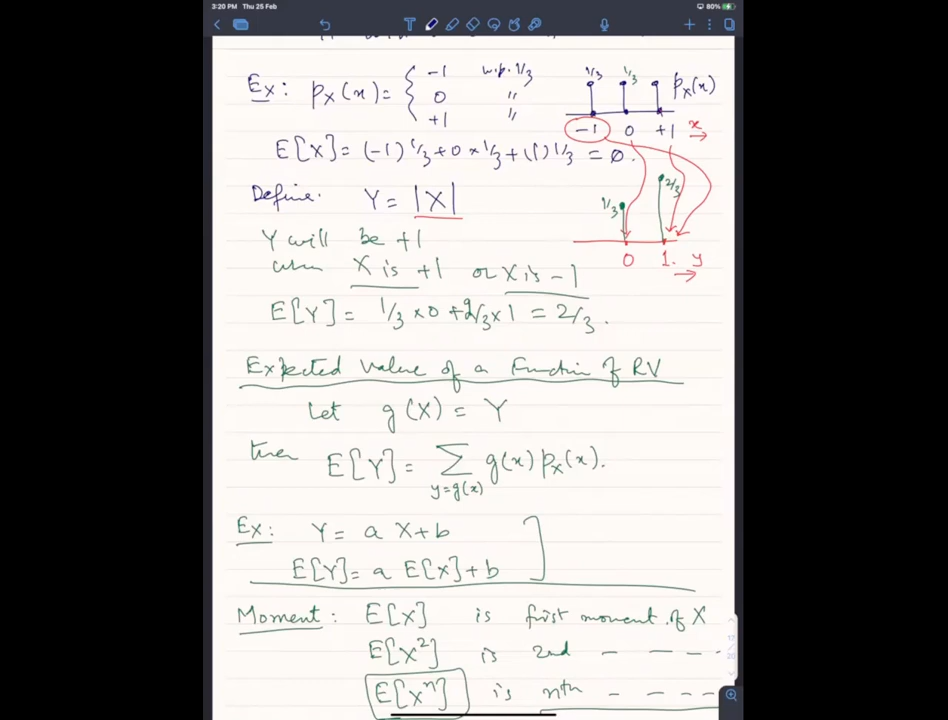 3:20 PM Thu 25 Feb
80%
Ex: pX(x) = { -1 w.p. 1/3
0 "
+1 "
1/3 1/3 pX(x)
-1 0 +1 x
E[X] = (-1) 1/3 + 0 × 1/3 + (1) 1/3 = 0.
Define. Y = |X|
1/3 2/3
0 1. y
Y will be +1
when X is +1 or X is -1
E[Y] = 1/3 × 0 + 2/3 × 1 = 2/3.
Expected value of a Function of RV
Let g(X) = Y
then E[Y] = ∑ g(x) pX(x).
y=g(x)
Ex: Y = a X + b
E[Y] = a E[X] + b
Moment: E[X] is first moment of X
E[X²] is 2nd - - - -
E[Xⁿ] is nth - - - -